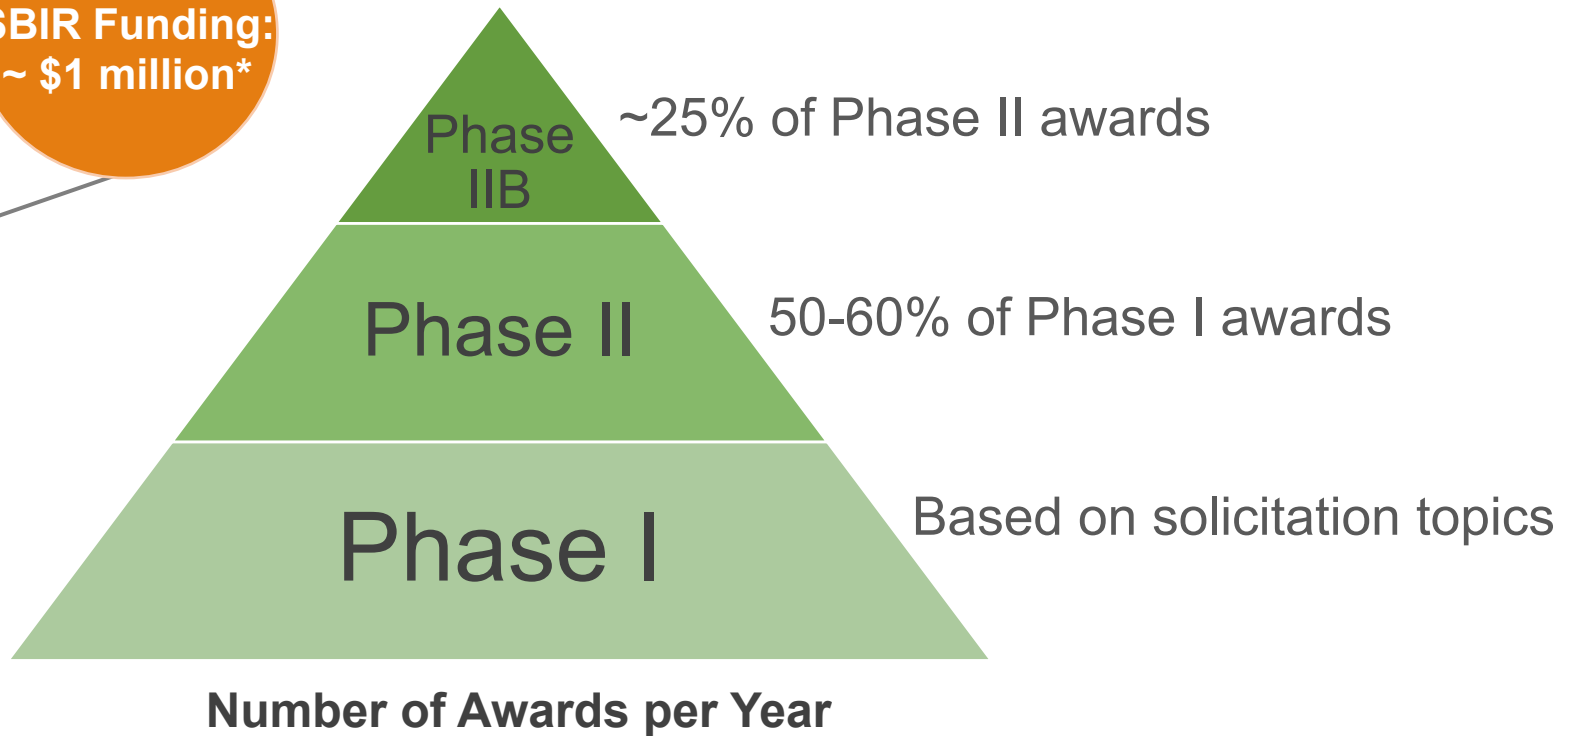 SBIR Funding:
~ $1 million*
Phase
IIB
~25% of Phase II awards
Phase II
50-60% of Phase I awards
Phase I
Based on solicitation topics
Number of Awards per Year